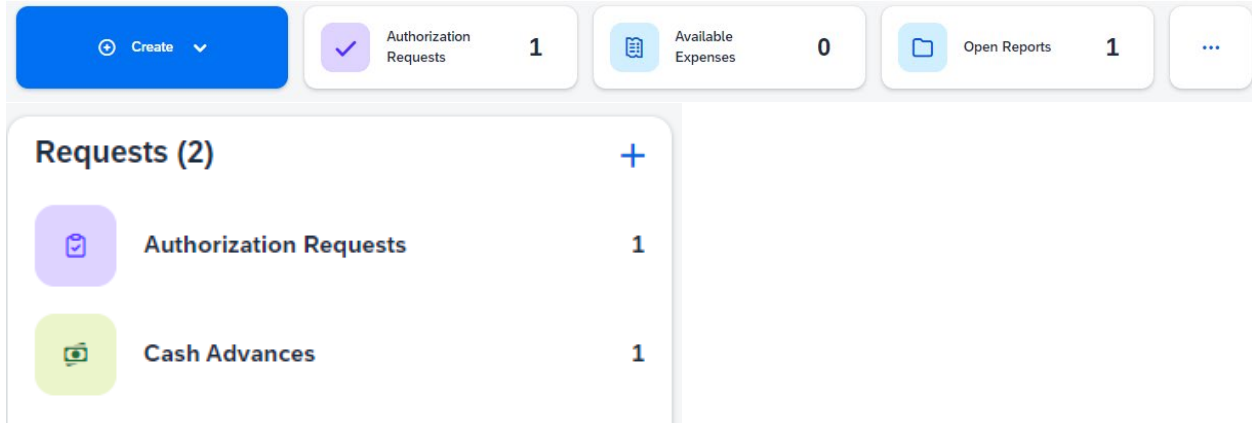 Create
Authorization
Requests
1
Available
Expenses
0
Open Reports
1
...
Requests (2)
+
Authorization Requests
1
Cash Advances
1